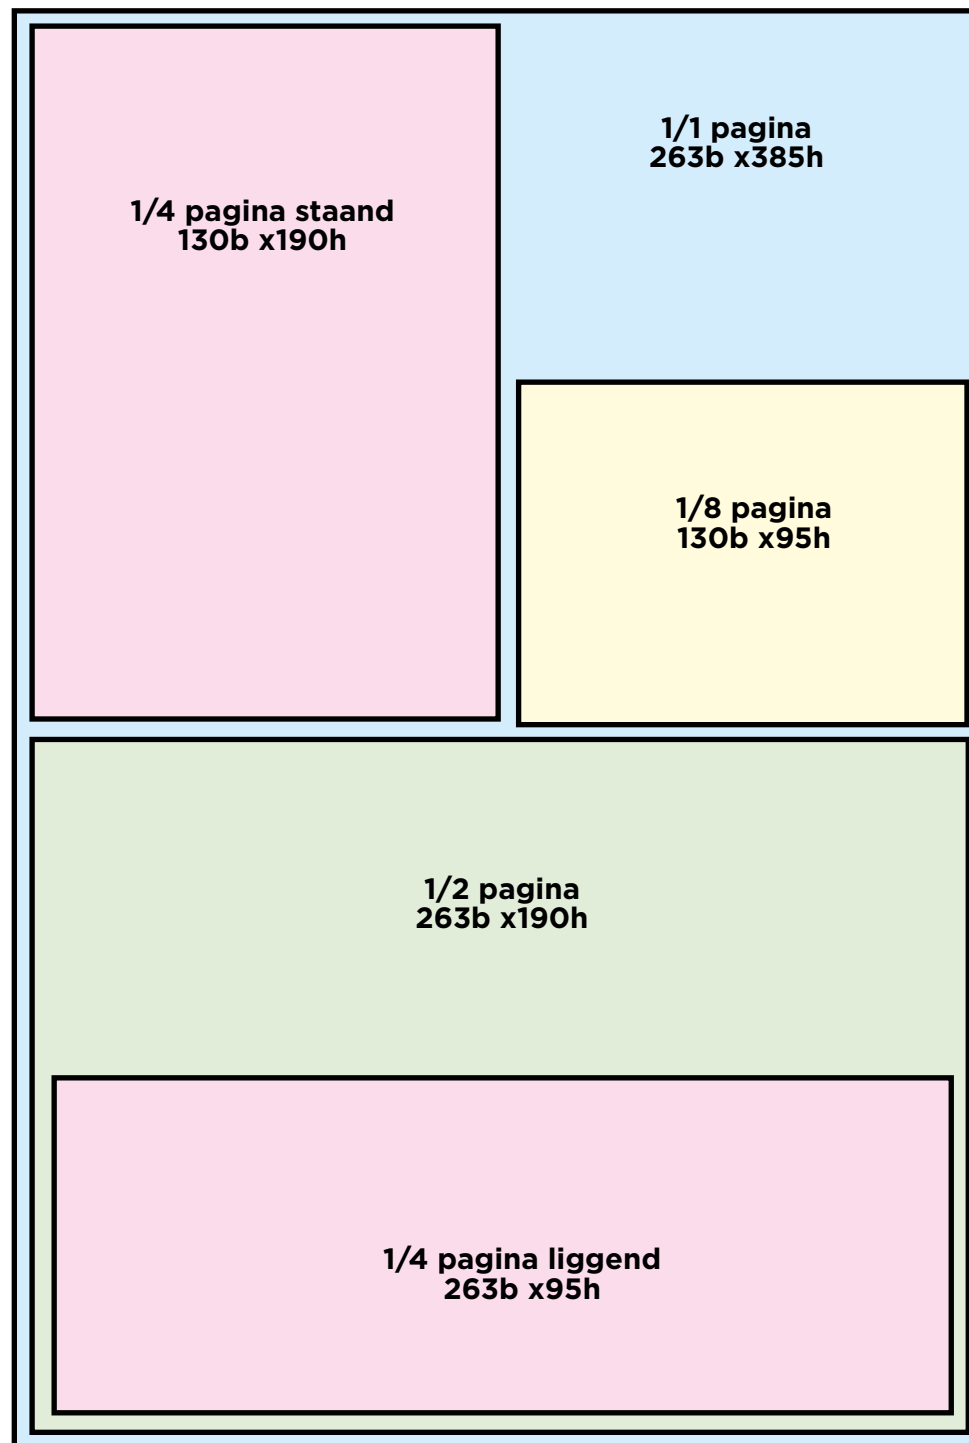 1/1 pagina
263b x385h
1/4 pagina staand
130b x190h
1/8 pagina
130b x95h
1/2 pagina
263b x190h
1/4 pagina liggend
263b x95h